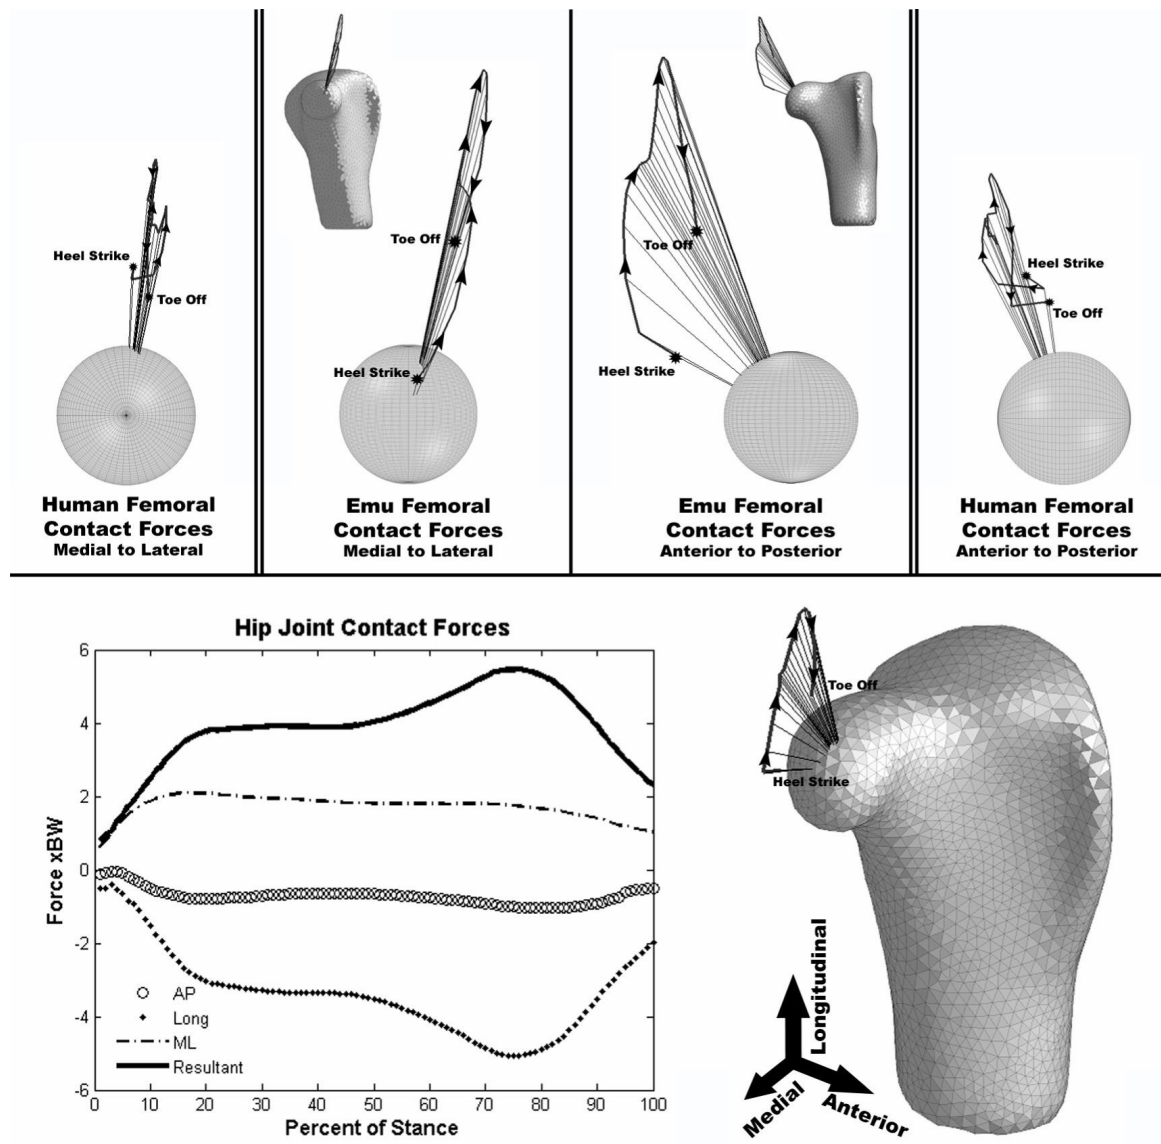 Heel Strike
Toe Off
Human Femoral
Contact Forces
Medial to Lateral
Toe Off
Heel Strike
Emu Femoral
Contact Forces
Medial to Lateral
Toe Off
Heel Strike
Emu Femoral
Contact Forces
Anterior to Posterior
Heel Strike
Toe Off
Human Femoral
Contact Forces
Anterior to Posterior
Hip Joint Contact Forces
6
4
2
0
-2
-4
-6
Force xBW
AP
Long
ML
Resultant
0 10 20 30 40 50 60 70 80 90 100
Percent of Stance
Toe Off
Heel Strike
Longitudinal
Medial
Anterior